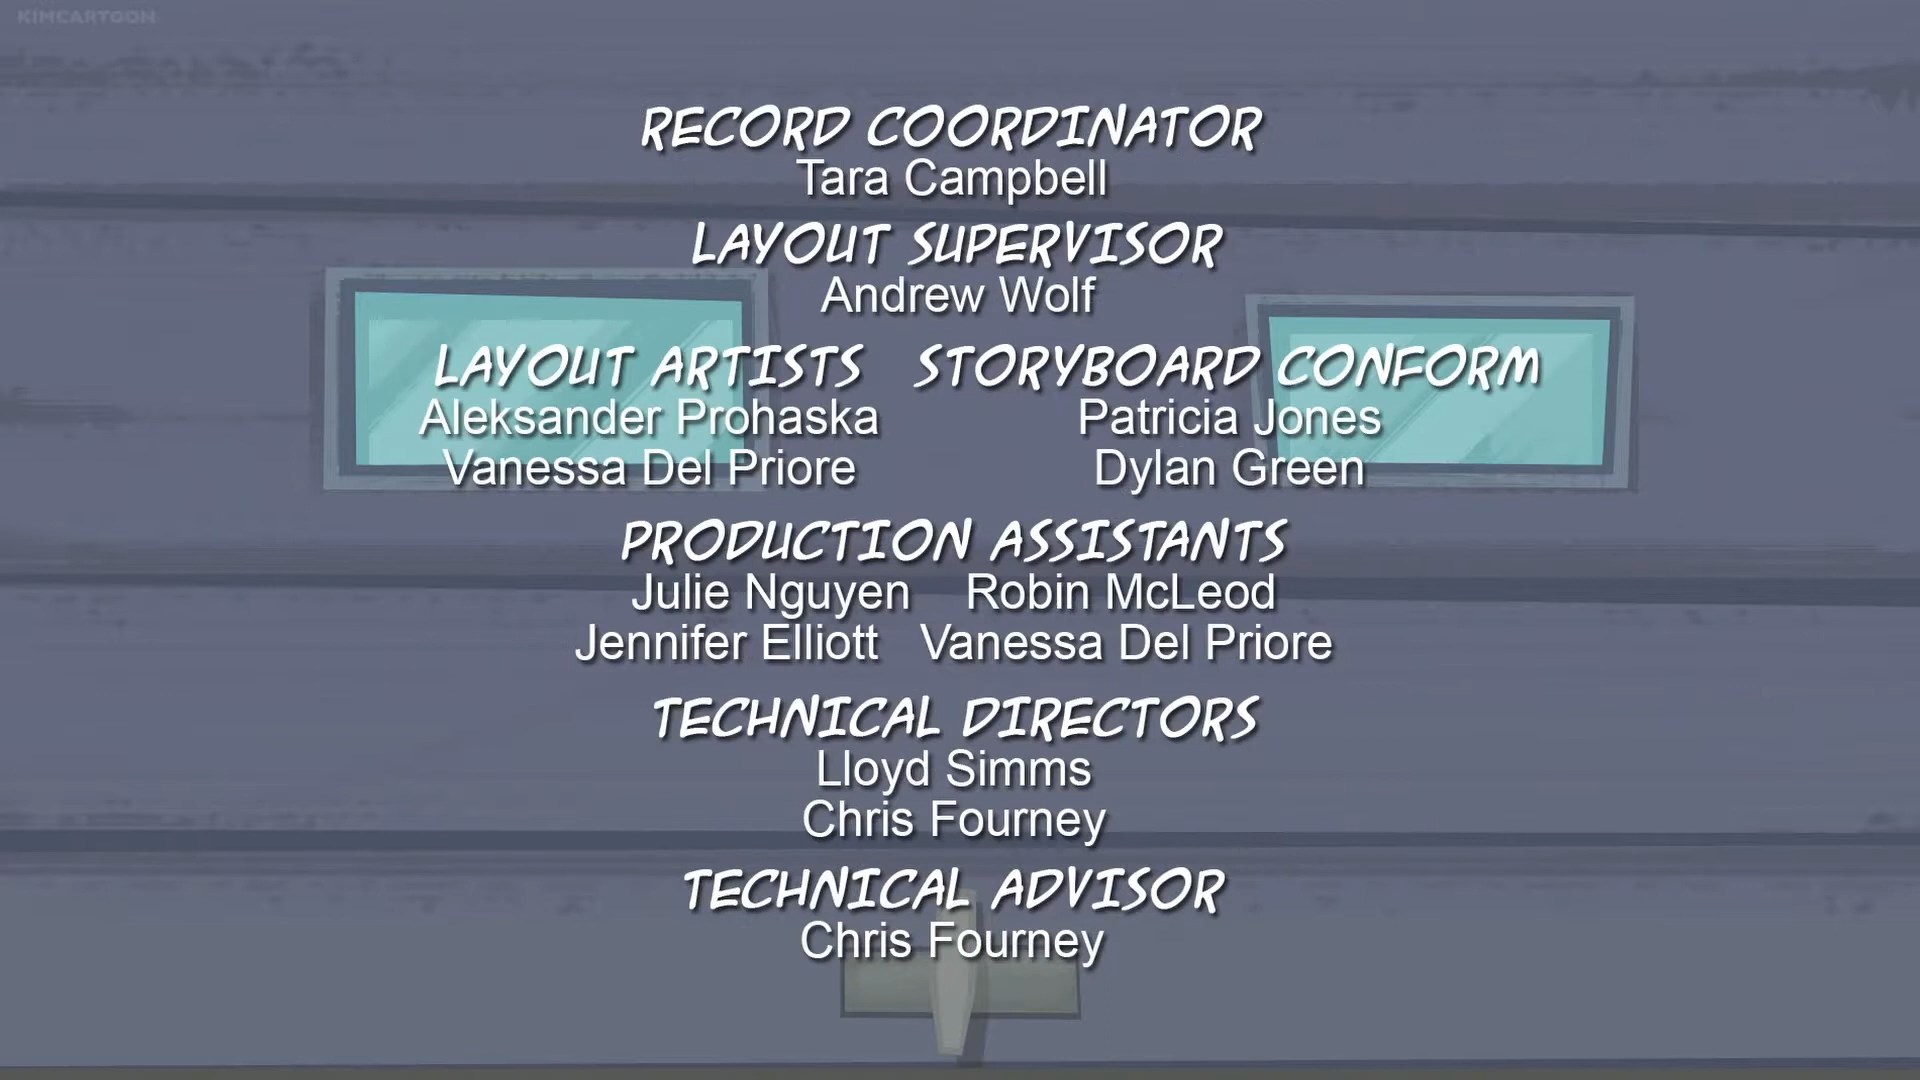 KIMCARTOON
RECORD COORDINATOR
Tara Campbell
LAYOUT SUPERVISOR
Andrew Wolf
LAYOUT ARTISTS
Aleksander Prohaska
Vanessa Del Priore
STORYBOARD CONFORM
Patricia Jones
Dylan Green
PRODUCTION ASSISTANTS
Julie Nguyen Robin McLeod
Jennifer Elliott Vanessa Del Priore
TECHNICAL DIRECTORS
Lloyd Simms
Chris Fourney
TECHNICAL ADVISOR
Chris Fourney